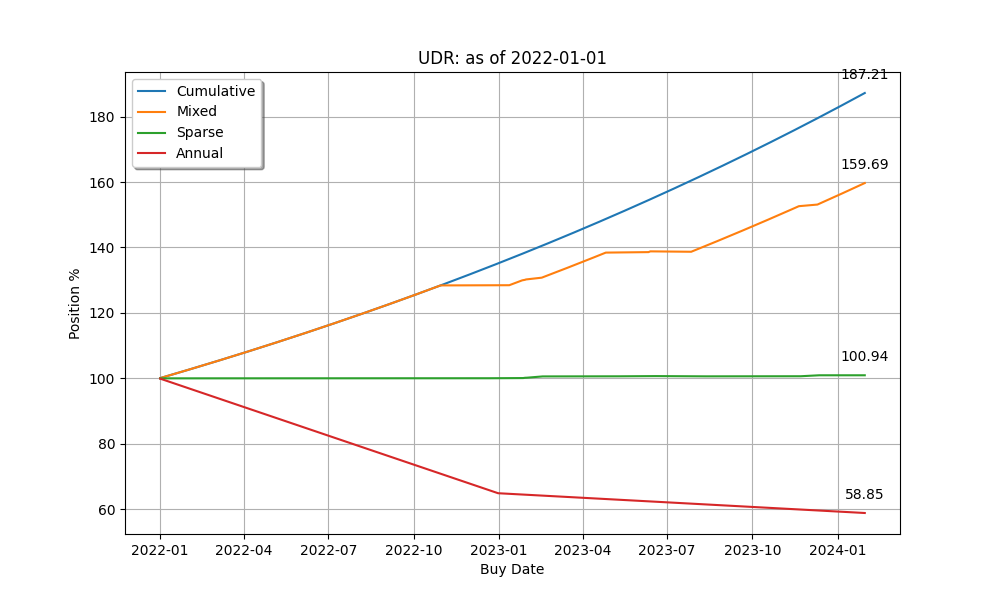 UDR: as of 2022-01-01
Cumulative
Mixed
Sparse
Annual
187.21
159.69
100.94
58.85
Position %
180
160
140
120
100
80
60
2022-01 2022-04 2022-07 2022-10 2023-01 2023-04 2023-07 2023-10 2024-01
Buy Date